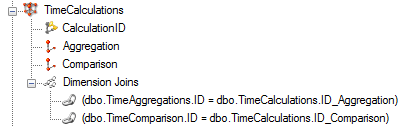 TimeCalculations
CalculationID
Aggregation
Comparison
Dimension Joins
(dbo.TimeAggregations.ID = dbo.TimeCalculations.ID_Aggregation)
(dbo.TimeComparison.ID = dbo.TimeCalculations.ID_Comparison)